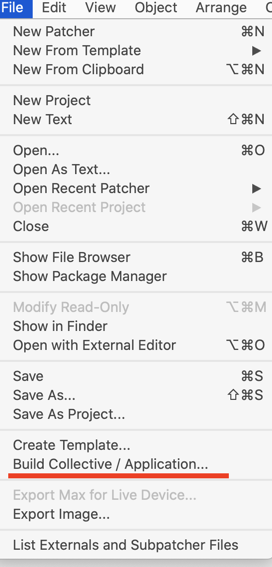 File Edit View Object Arrange
New Patcher ⌘N
New From Template ▶
New From Clipboard ⌥⌘N
New Project
New Text ⇧⌘N
Open... ⌘O
Open As Text...
Open Recent Patcher ▶
Open Recent Project ▶
Close ⌘W
Show File Browser ⌘B
Show Package Manager
Modify Read-Only ⌥⌘M
Show in Finder
Open with External Editor ⌥⌘O
Save ⌘S
Save As... ⇧⌘S
Save As Project...
Create Template...
Build Collective / Application...
Export Max for Live Device...
Export Image...
List Externals and Subpatcher Files